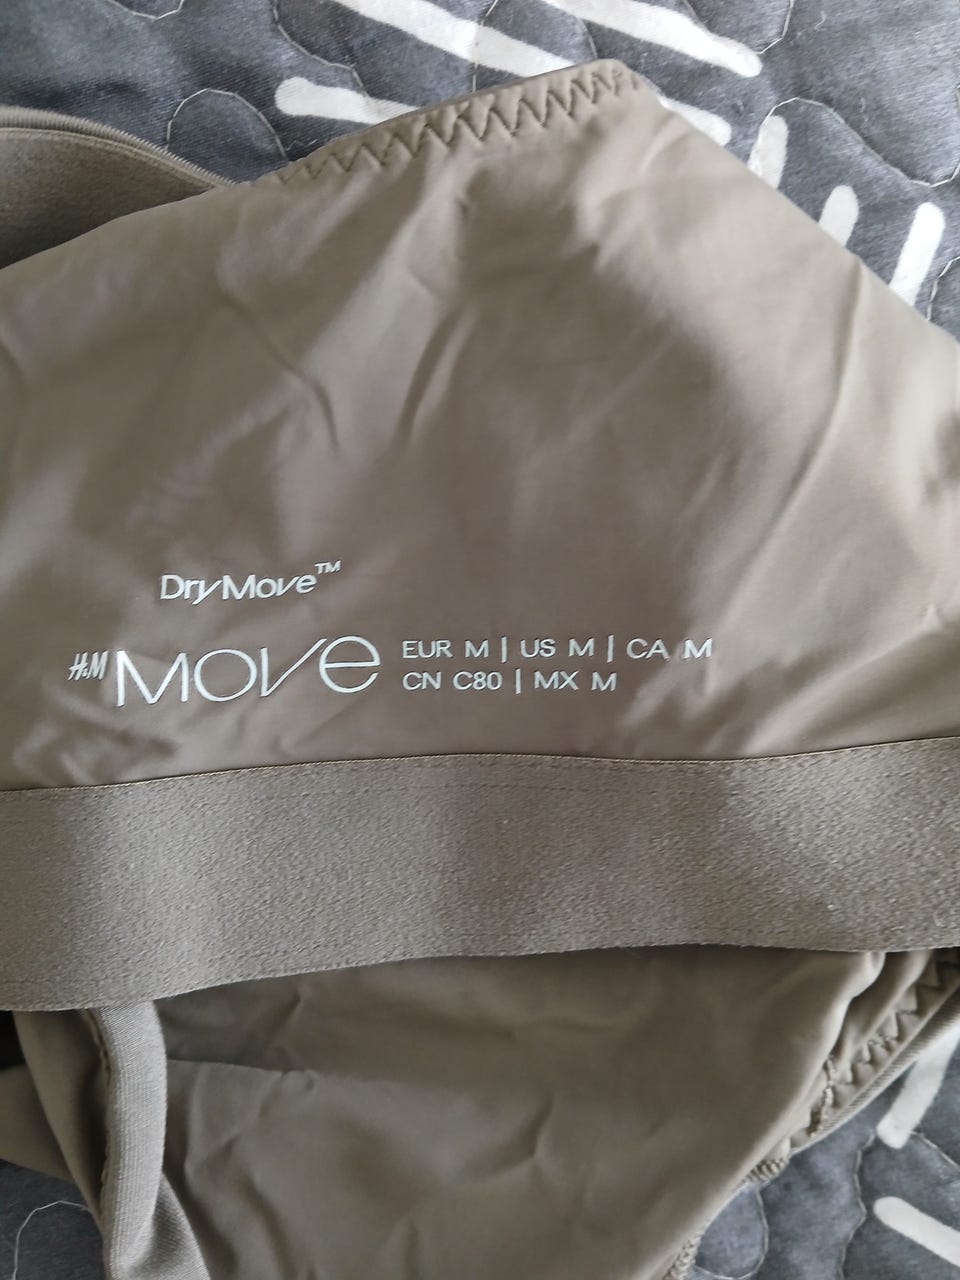 DryMove™
H&M MOVE EUR M | US M | CA M
CN C80 | MX M